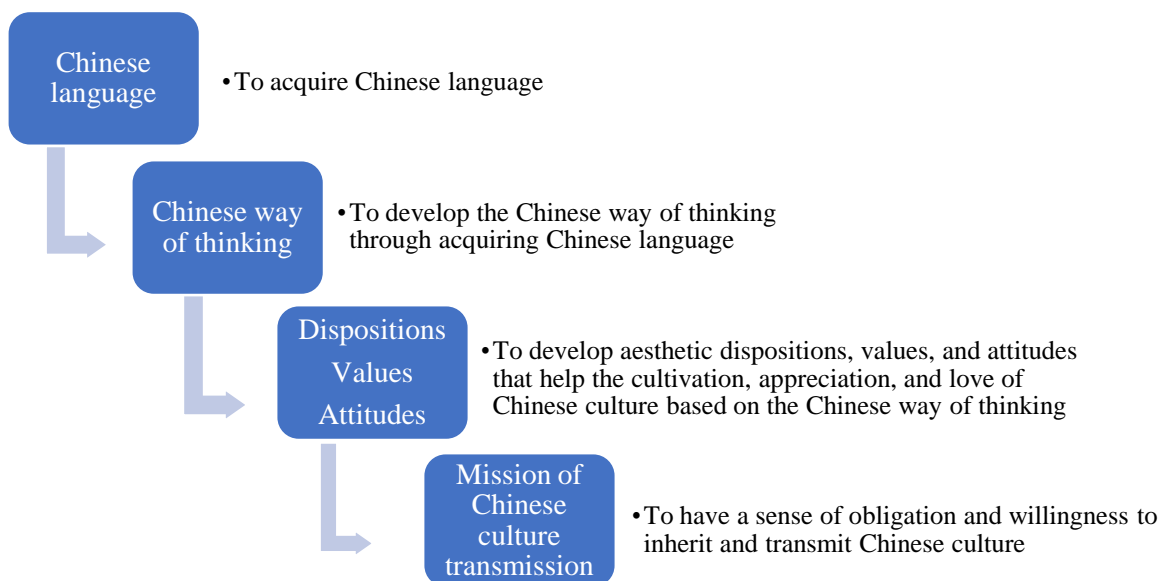 Chinese
language
•To acquire Chinese language
Chinese way
of thinking
•To develop the Chinese way of thinking
through acquiring Chinese language
Dispositions
Values
Attitudes
•To develop aesthetic dispositions, values, and attitudes
that help the cultivation, appreciation, and love of
Chinese culture based on the Chinese way of thinking
Mission of
Chinese
culture
transmission
•To have a sense of obligation and willingness to
inherit and transmit Chinese culture